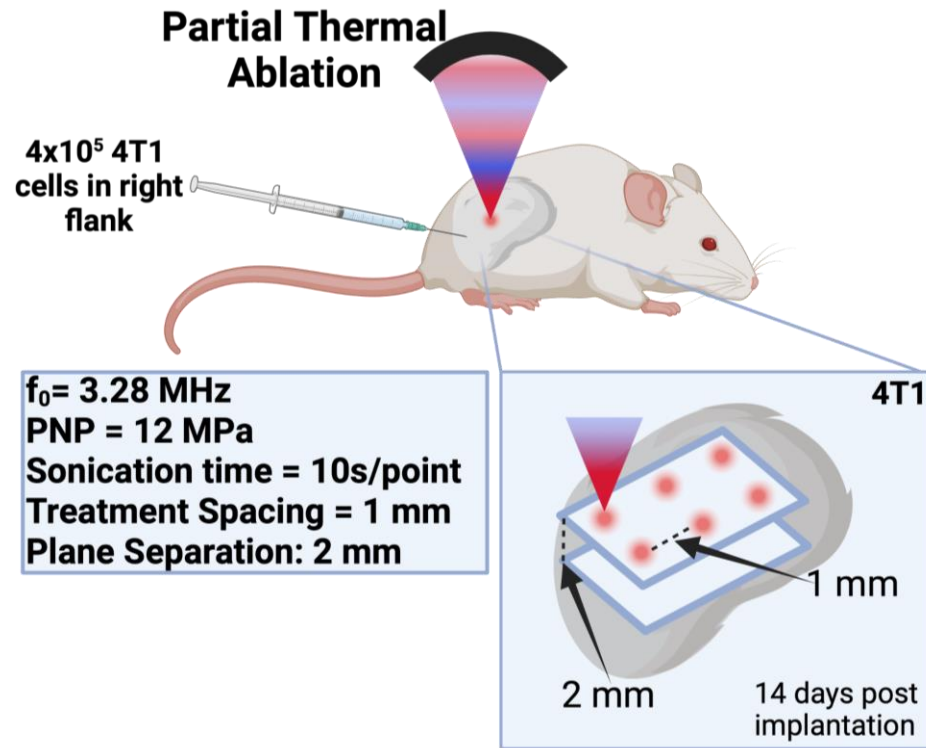 Partial Thermal
Ablation
4x10⁵ 4T1
cells in right
flank
f₀= 3.28 MHz
PNP = 12 MPa
Sonication time = 10s/point
Treatment Spacing = 1 mm
Plane Separation: 2 mm
4T1
1 mm
2 mm
14 days post
implantation